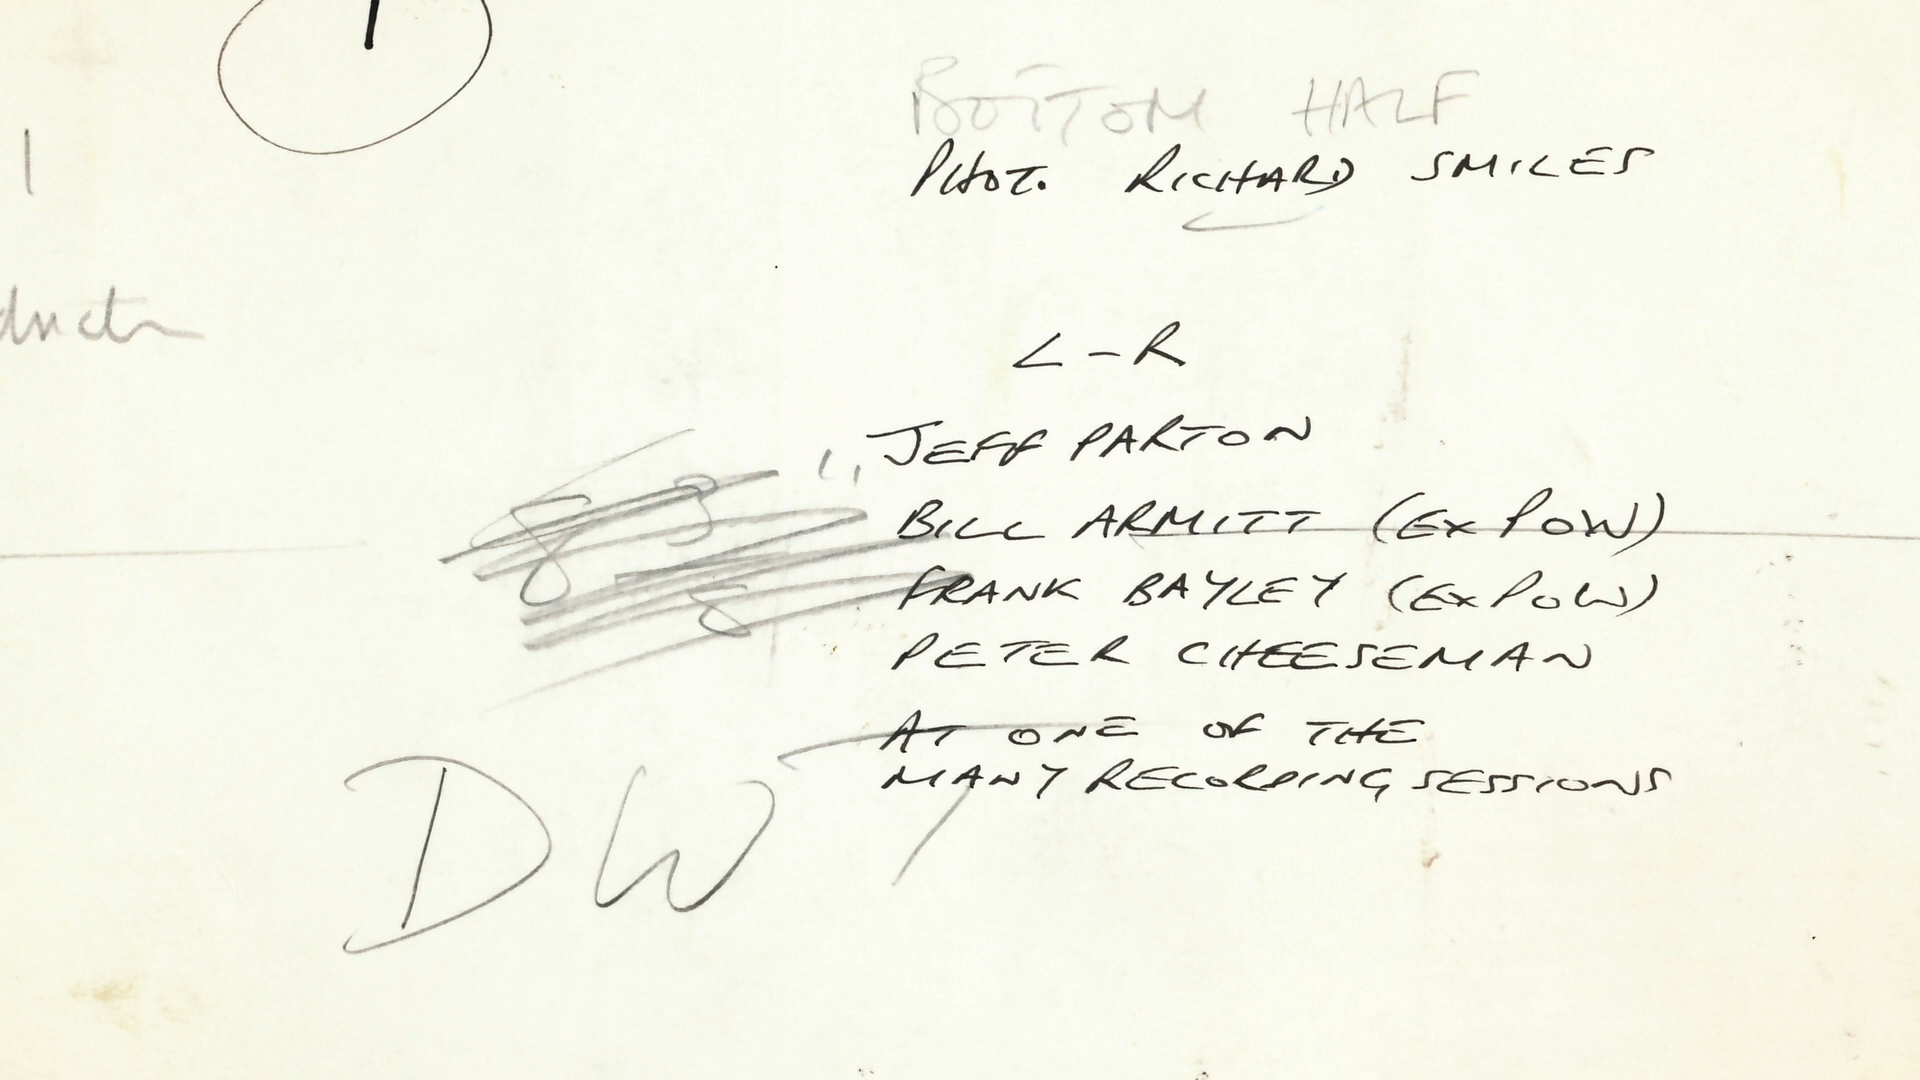 BOTTOM HALF
PHOT. RICHARD SMILES
L-R
JEFF PARTON
BILL ARMITT (EX POW)
FRANK BAYLEY (EX POW)
PETER CHEESEMAN
AT ONE OF THE
MANY RECORDING SESSIONS
DW